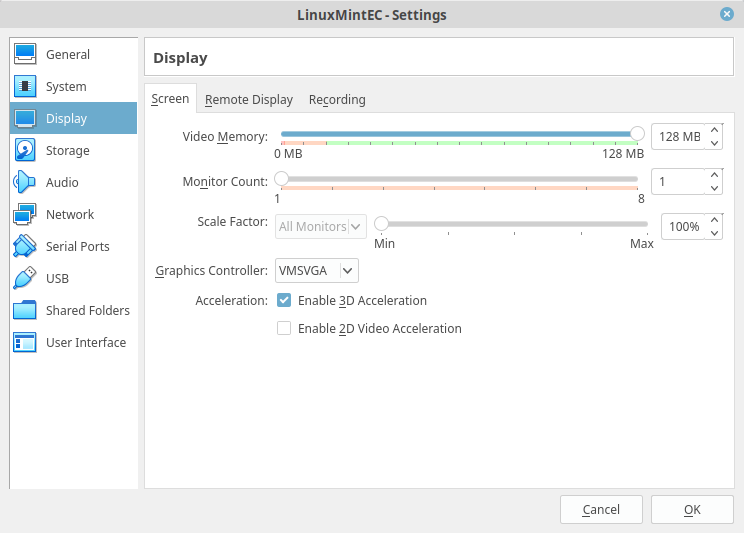 LinuxMintEC - Settings
General
System
Display
Storage
Audio
Network
Serial Ports
USB
Shared Folders
User Interface
Display
Screen Remote Display Recording
Video Memory: 128 MB
0 MB 128 MB
Monitor Count: 1
1 8
Scale Factor: All Monitors 100%
Min Max
Graphics Controller: VMSVGA
Acceleration: Enable 3D Acceleration
Enable 2D Video Acceleration
Cancel OK